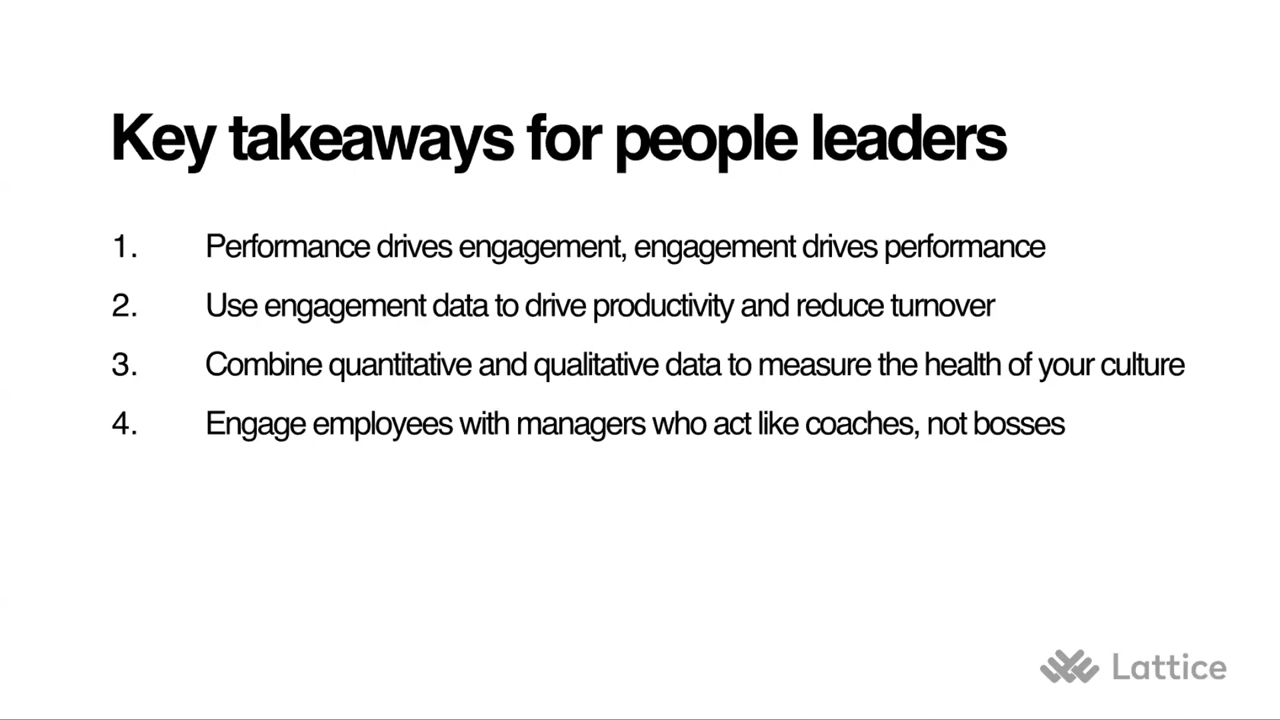 Key takeaways for people leaders
1. Performance drives engagement, engagement drives performance
2. Use engagement data to drive productivity and reduce turnover
3. Combine quantitative and qualitative data to measure the health of your culture
4. Engage employees with managers who act like coaches, not bosses
Lattice